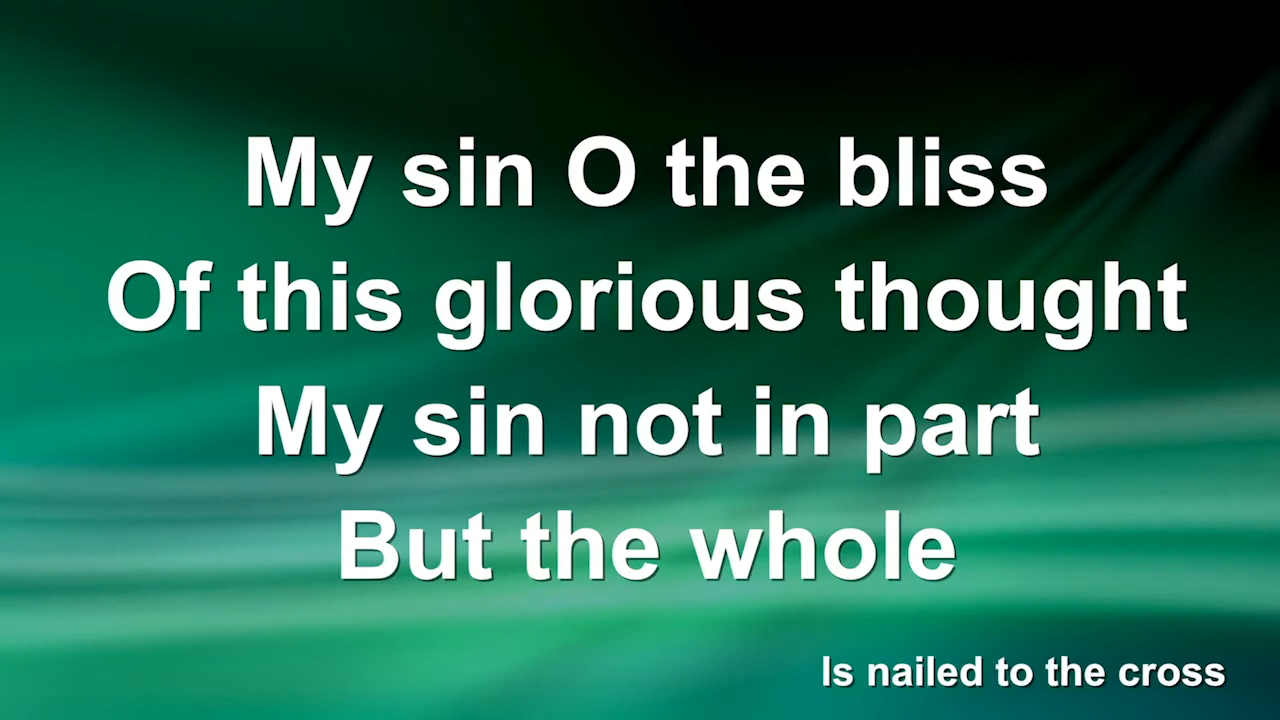 My sin O the bliss
Of this glorious thought
My sin not in part
But the whole
Is nailed to the cross